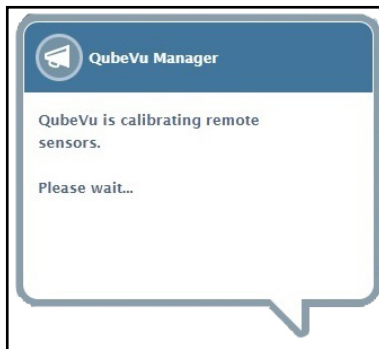 QubeVu Manager
QubeVu is calibrating remote
sensors.
Please wait...